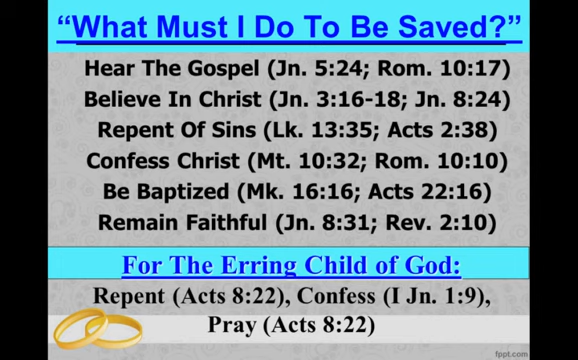 “What Must I Do To Be Saved?”
Hear The Gospel (Jn. 5:24; Rom. 10:17)
Believe In Christ (Jn. 3:16-18; Jn. 8:24)
Repent Of Sins (Lk. 13:35; Acts 2:38)
Confess Christ (Mt. 10:32; Rom. 10:10)
Be Baptized (Mk. 16:16; Acts 22:16)
Remain Faithful (Jn. 8:31; Rev. 2:10)
For The Erring Child of God:
Repent (Acts 8:22), Confess (I Jn. 1:9),
Pray (Acts 8:22)
fppt.com